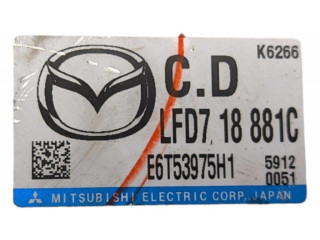 K6266
C.D
LFD7 18 881C
E6T53975H1
5912
0051
MITSUBISHI ELECTRIC CORP. JAPAN